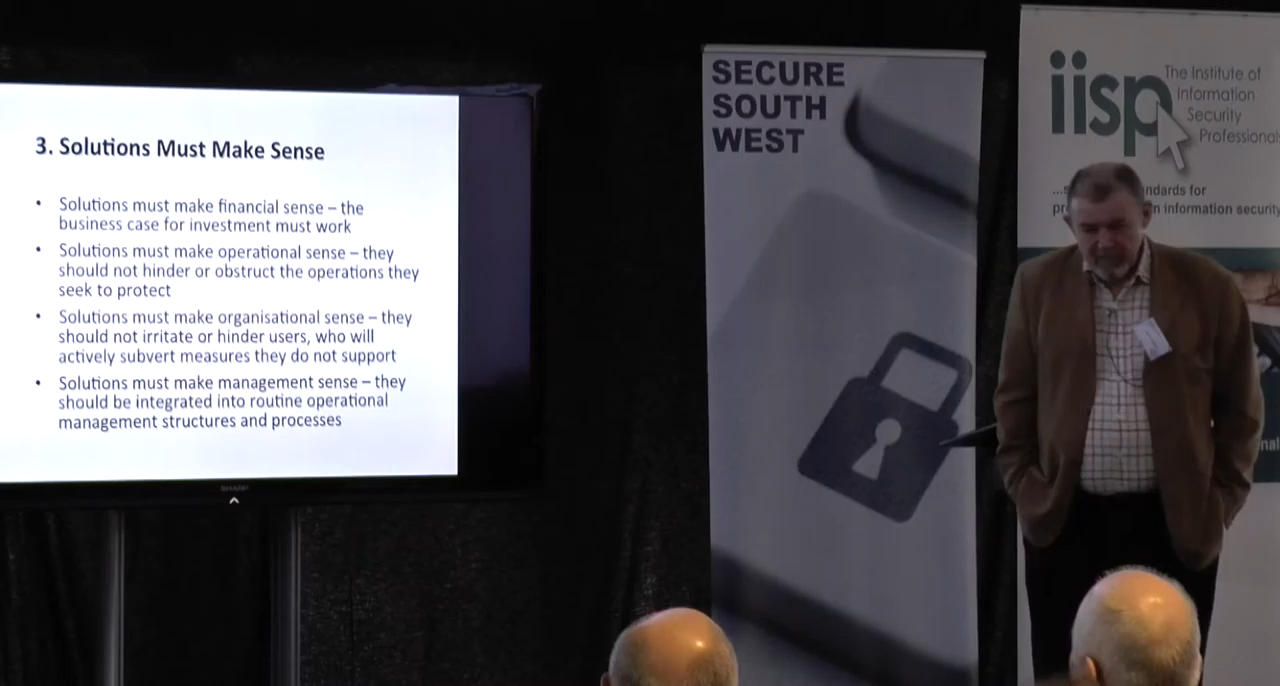 3. Solutions Must Make Sense
• Solutions must make financial sense – the
business case for investment must work
• Solutions must make operational sense – they
should not hinder or obstruct the operations they
seek to protect
• Solutions must make organisational sense – they
should not irritate or hinder users, who will
actively subvert measures they do not support
• Solutions must make management sense – they
should be integrated into routine operational
management structures and processes
SECURE
SOUTH
WEST
iisp
The Institute of
Information
Security
Professional
for
information security